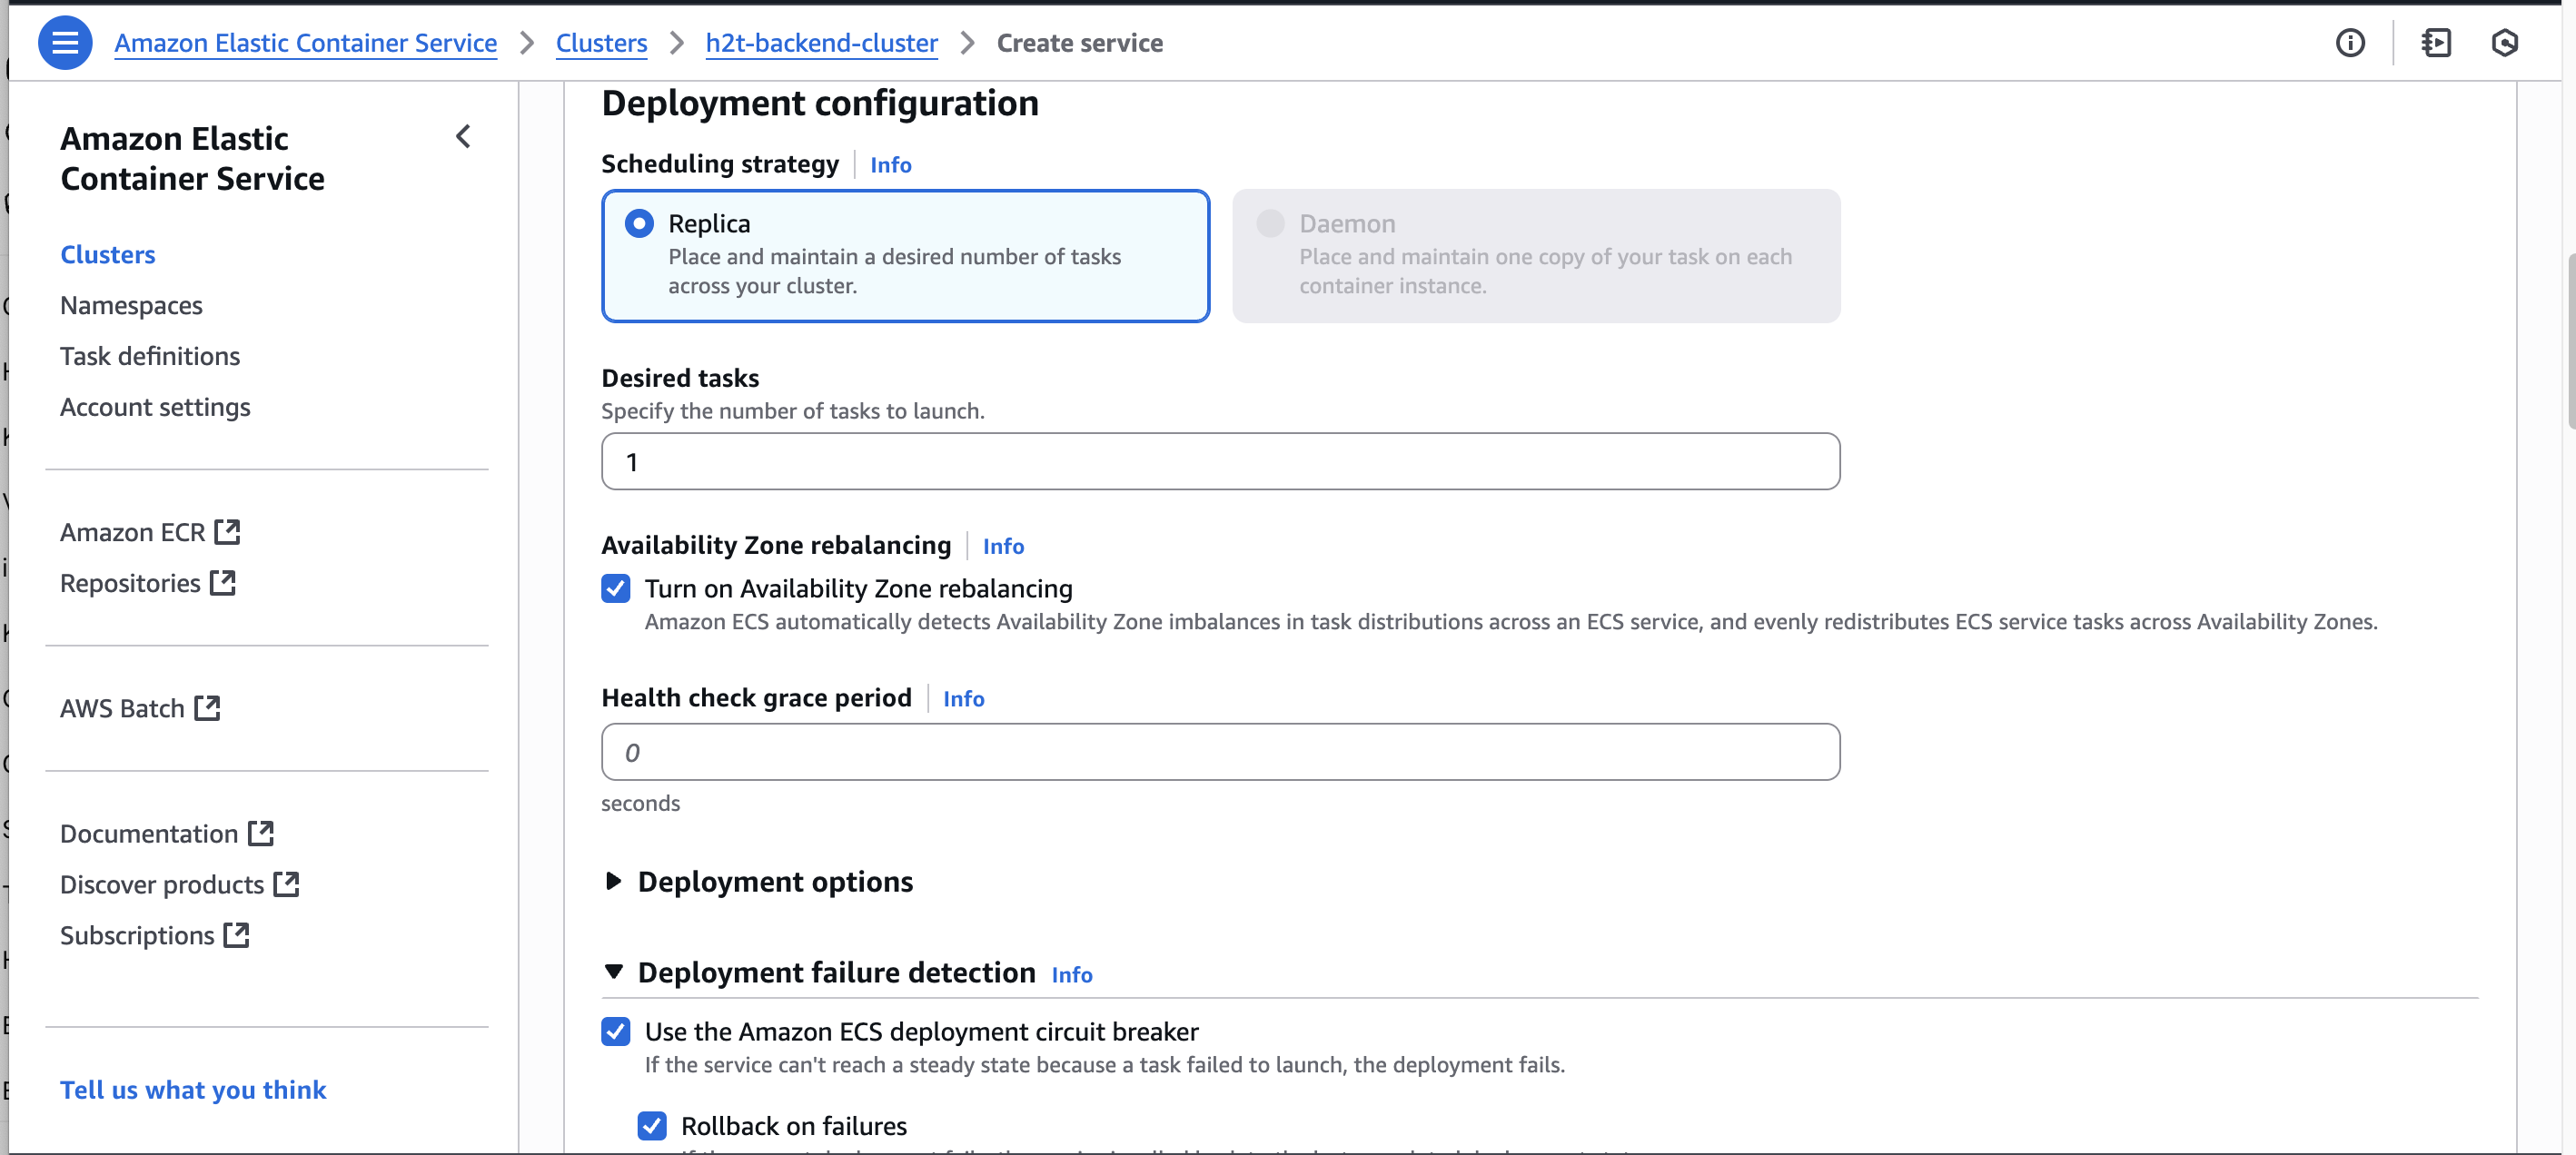 Amazon Elastic Container Service > Clusters > h2t-backend-cluster > Create service
Amazon Elastic
Container Service
Clusters
Namespaces
Task definitions
Account settings
Amazon ECR
Repositories
AWS Batch
Documentation
Discover products
Subscriptions
Tell us what you think
Deployment configuration
Scheduling strategy Info
Replica
Place and maintain a desired number of tasks
across your cluster.
Daemon
Place and maintain one copy of your task on each
container instance.
Desired tasks
Specify the number of tasks to launch.
1
Availability Zone rebalancing Info
Turn on Availability Zone rebalancing
Amazon ECS automatically detects Availability Zone imbalances in task distributions across an ECS service, and evenly redistributes ECS service tasks across Availability Zones.
Health check grace period Info
0
seconds
Deployment options
Deployment failure detection Info
Use the Amazon ECS deployment circuit breaker
If the service can't reach a steady state because a task failed to launch, the deployment fails.
Rollback on failures